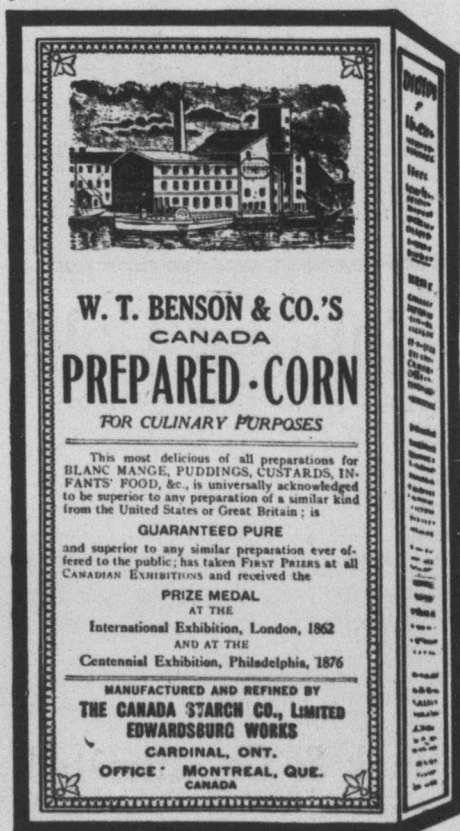 W. T. BENSON & CO.'S
CANADA
PREPARED · CORN
FOR CULINARY PURPOSES
This most delicious of all preparations for
BLANC MANGE, PUDDINGS, CUSTARDS, IN-
FANTS' FOOD, &c., is universally acknowledged
to be superior to any preparation of a similar kind
from the United States or Great Britain ; is
GUARANTEED PURE
and superior to any similar preparation ever of-
fered to the public ; has taken FIRST PRIZES at all
CANADIAN EXHIBITIONS and received the
PRIZE MEDAL
AT THE
International Exhibition, London, 1862
AND AT THE
Centennial Exhibition, Philadelphia, 1876
MANUFACTURED AND REFINED BY
THE CANADA STARCH CO., LIMITED
EDWARDSBURG WORKS
CARDINAL, ONT.
OFFICE · MONTREAL, QUE.
CANADA